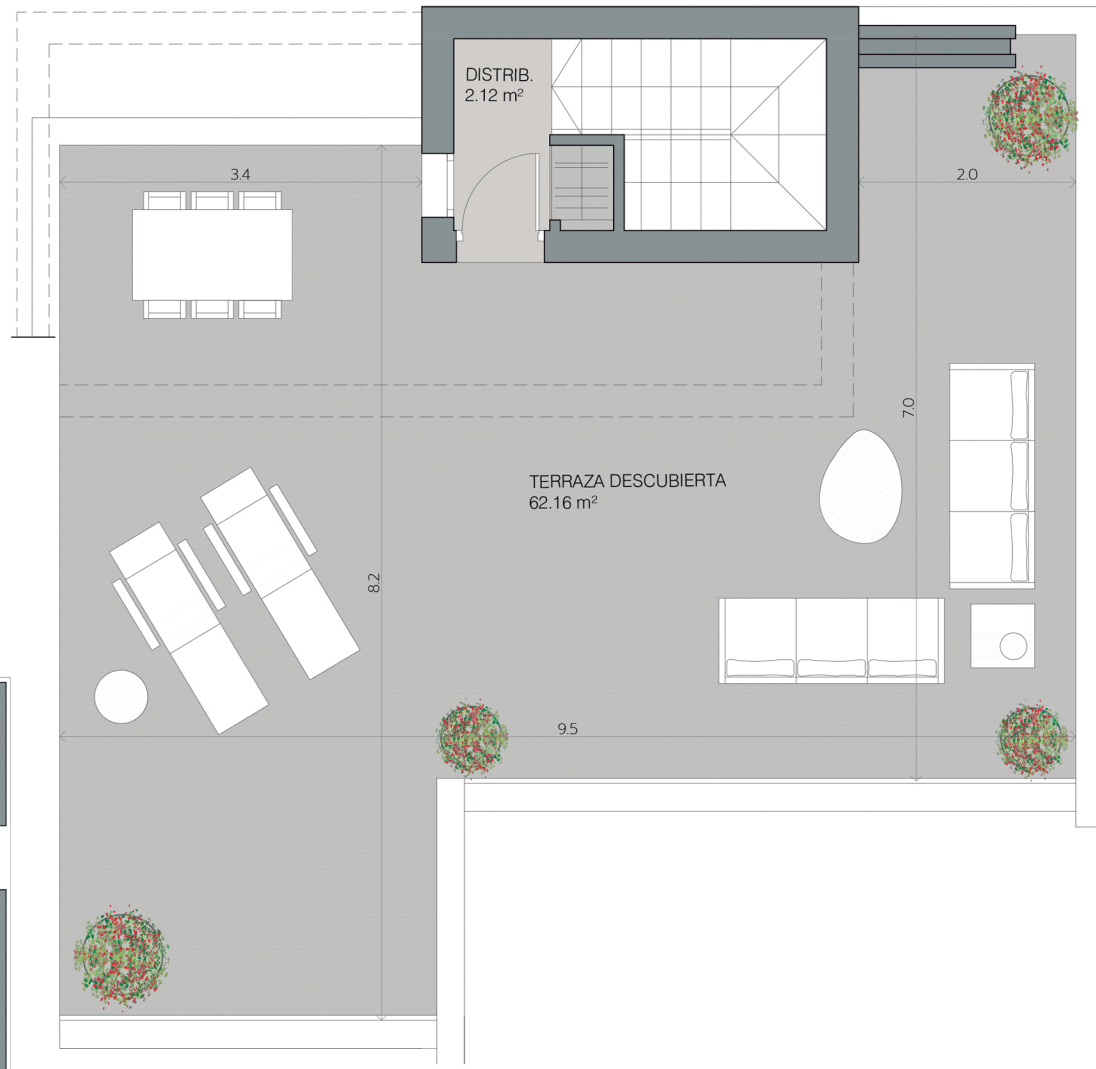 DISTRIB.
2.12 m²
3.4
2.0
7.0
TERRAZA DESCUBIERTA
62.16 m²
8.2
9.5